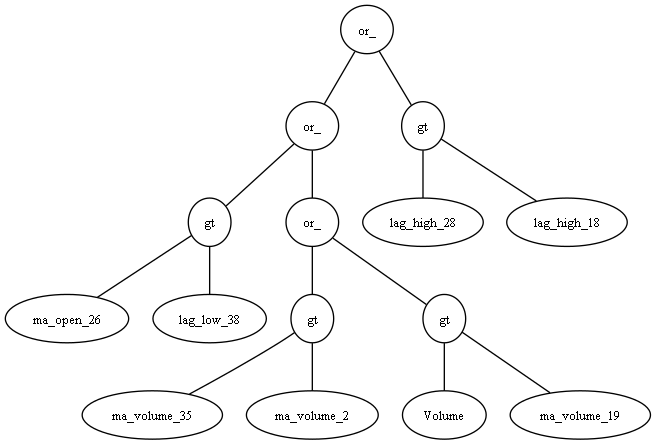 or_
or_
gt
gt
or_
lag_high_28
lag_high_18
ma_open_26
lag_low_38
gt
gt
ma_volume_35
ma_volume_2
Volume
ma_volume_19